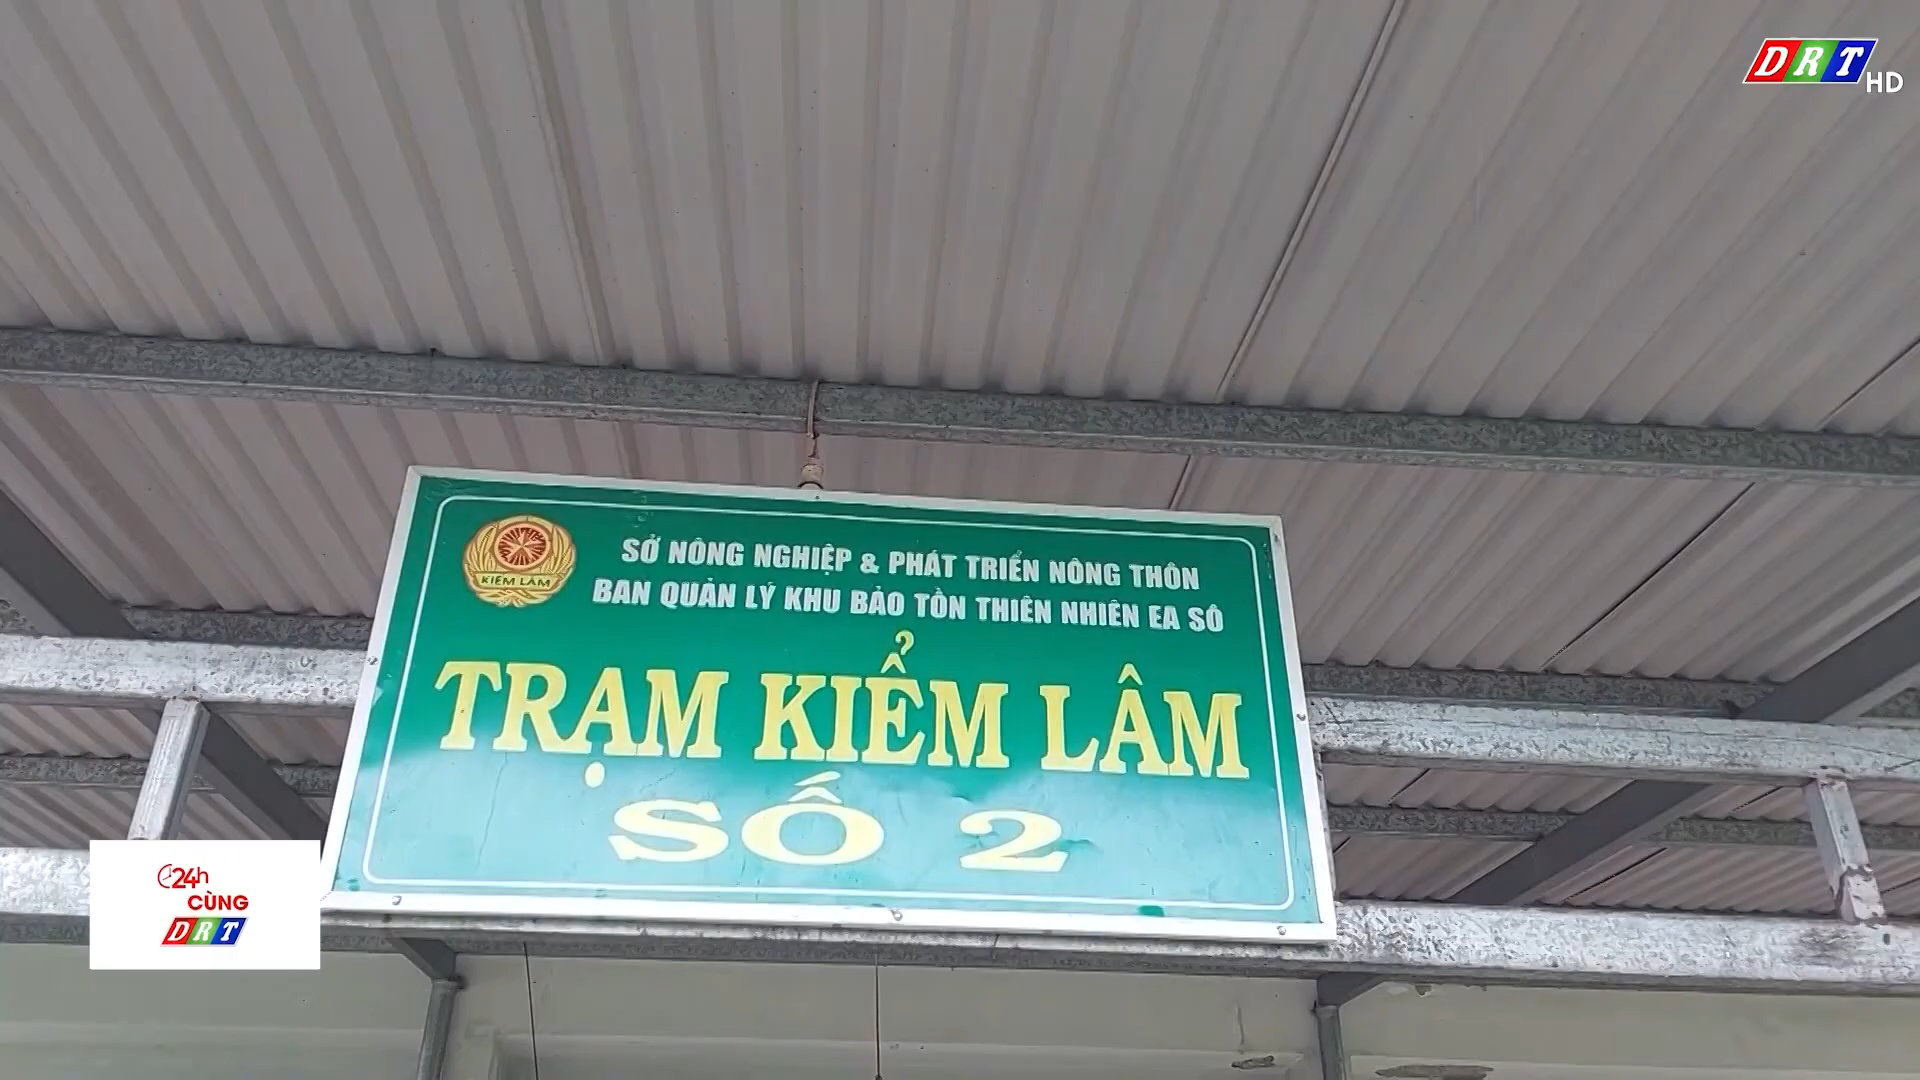 DRT
HD
KIỂM LÂM
SỞ NÔNG NGHIỆP & PHÁT TRIỂN NÔNG THÔN
BAN QUẢN LÝ KHU BẢO TỒN THIÊN NHIÊN EA SÔ
TRẠM KIỂM LÂM
SỐ 2
24h
CÙNG
DRT